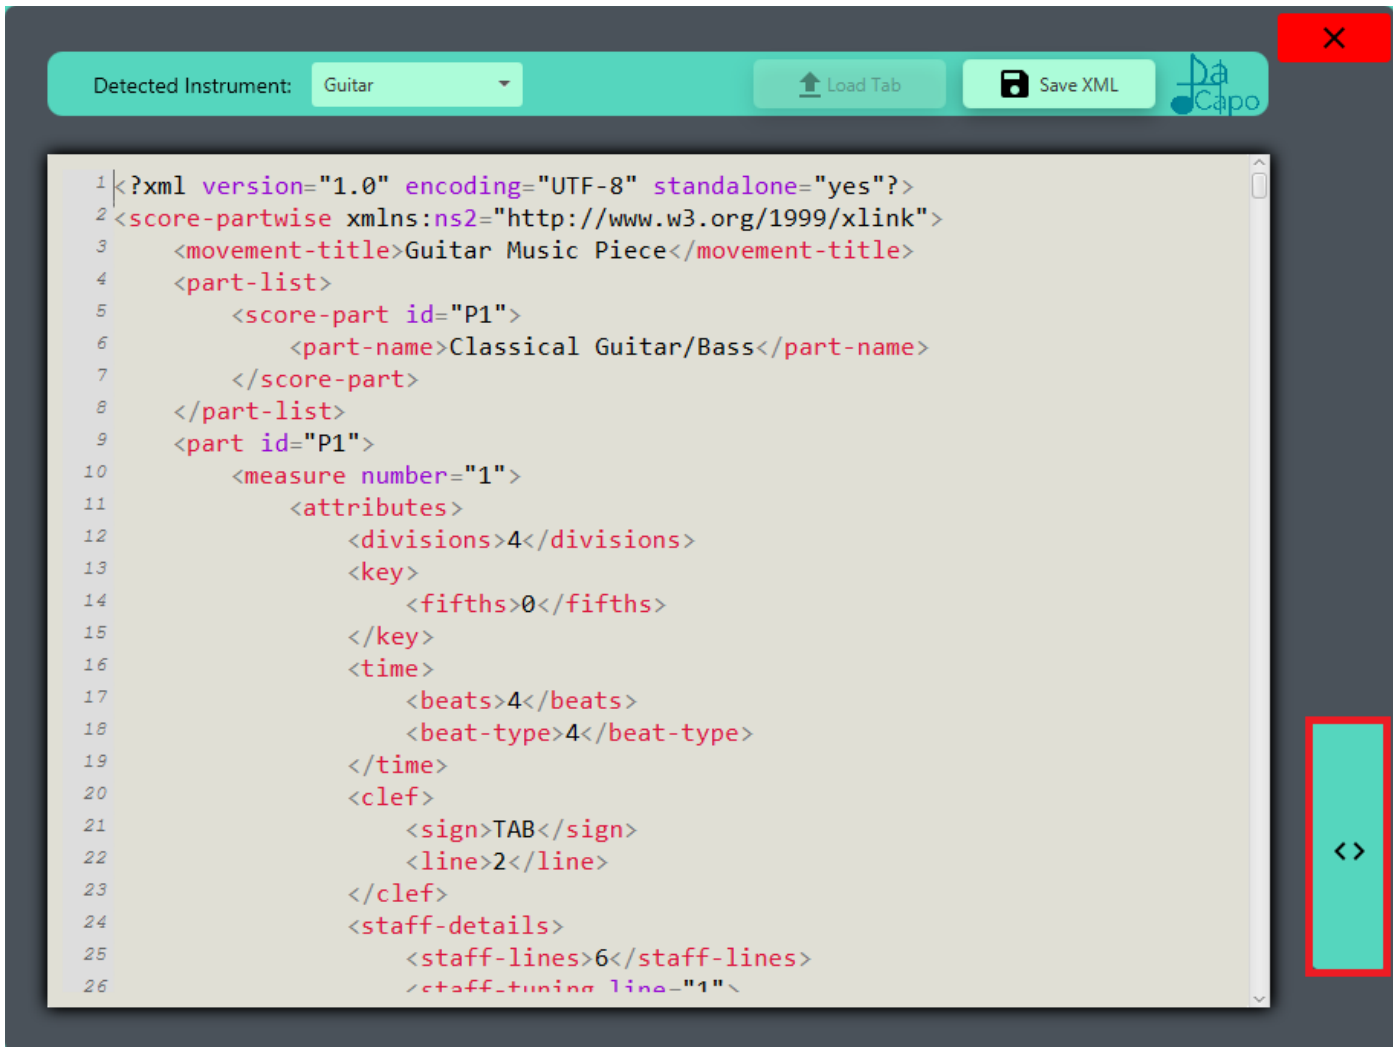 Detected Instrument: Guitar Load Tab Save XML Da Capo
1 <?xml version="1.0" encoding="UTF-8" standalone="yes"?>
2 <score-partwise xmlns:ns2="http://www.w3.org/1999/xlink">
3 <movement-title>Guitar Music Piece</movement-title>
4 <part-list>
5 <score-part id="P1">
6 <part-name>Classical Guitar/Bass</part-name>
7 </score-part>
8 </part-list>
9 <part id="P1">
10 <measure number="1">
11 <attributes>
12 <divisions>4</divisions>
13 <key>
14 <fifths>0</fifths>
15 </key>
16 <time>
17 <beats>4</beats>
18 <beat-type>4</beat-type>
19 </time>
20 <clef>
21 <sign>TAB</sign>
22 <line>2</line>
23 </clef>
24 <staff-details>
25 <staff-lines>6</staff-lines>
26 <staff-tuning line="1">